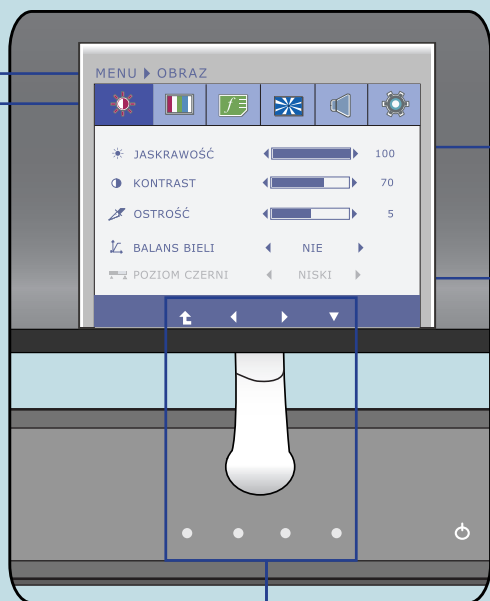 MENU OBRAZ
JASKRAWOŚĆ 100
KONTRAST 70
OSTROŚĆ 5
BALANS BIELI NIE
POZIOM CZERNI NISKI